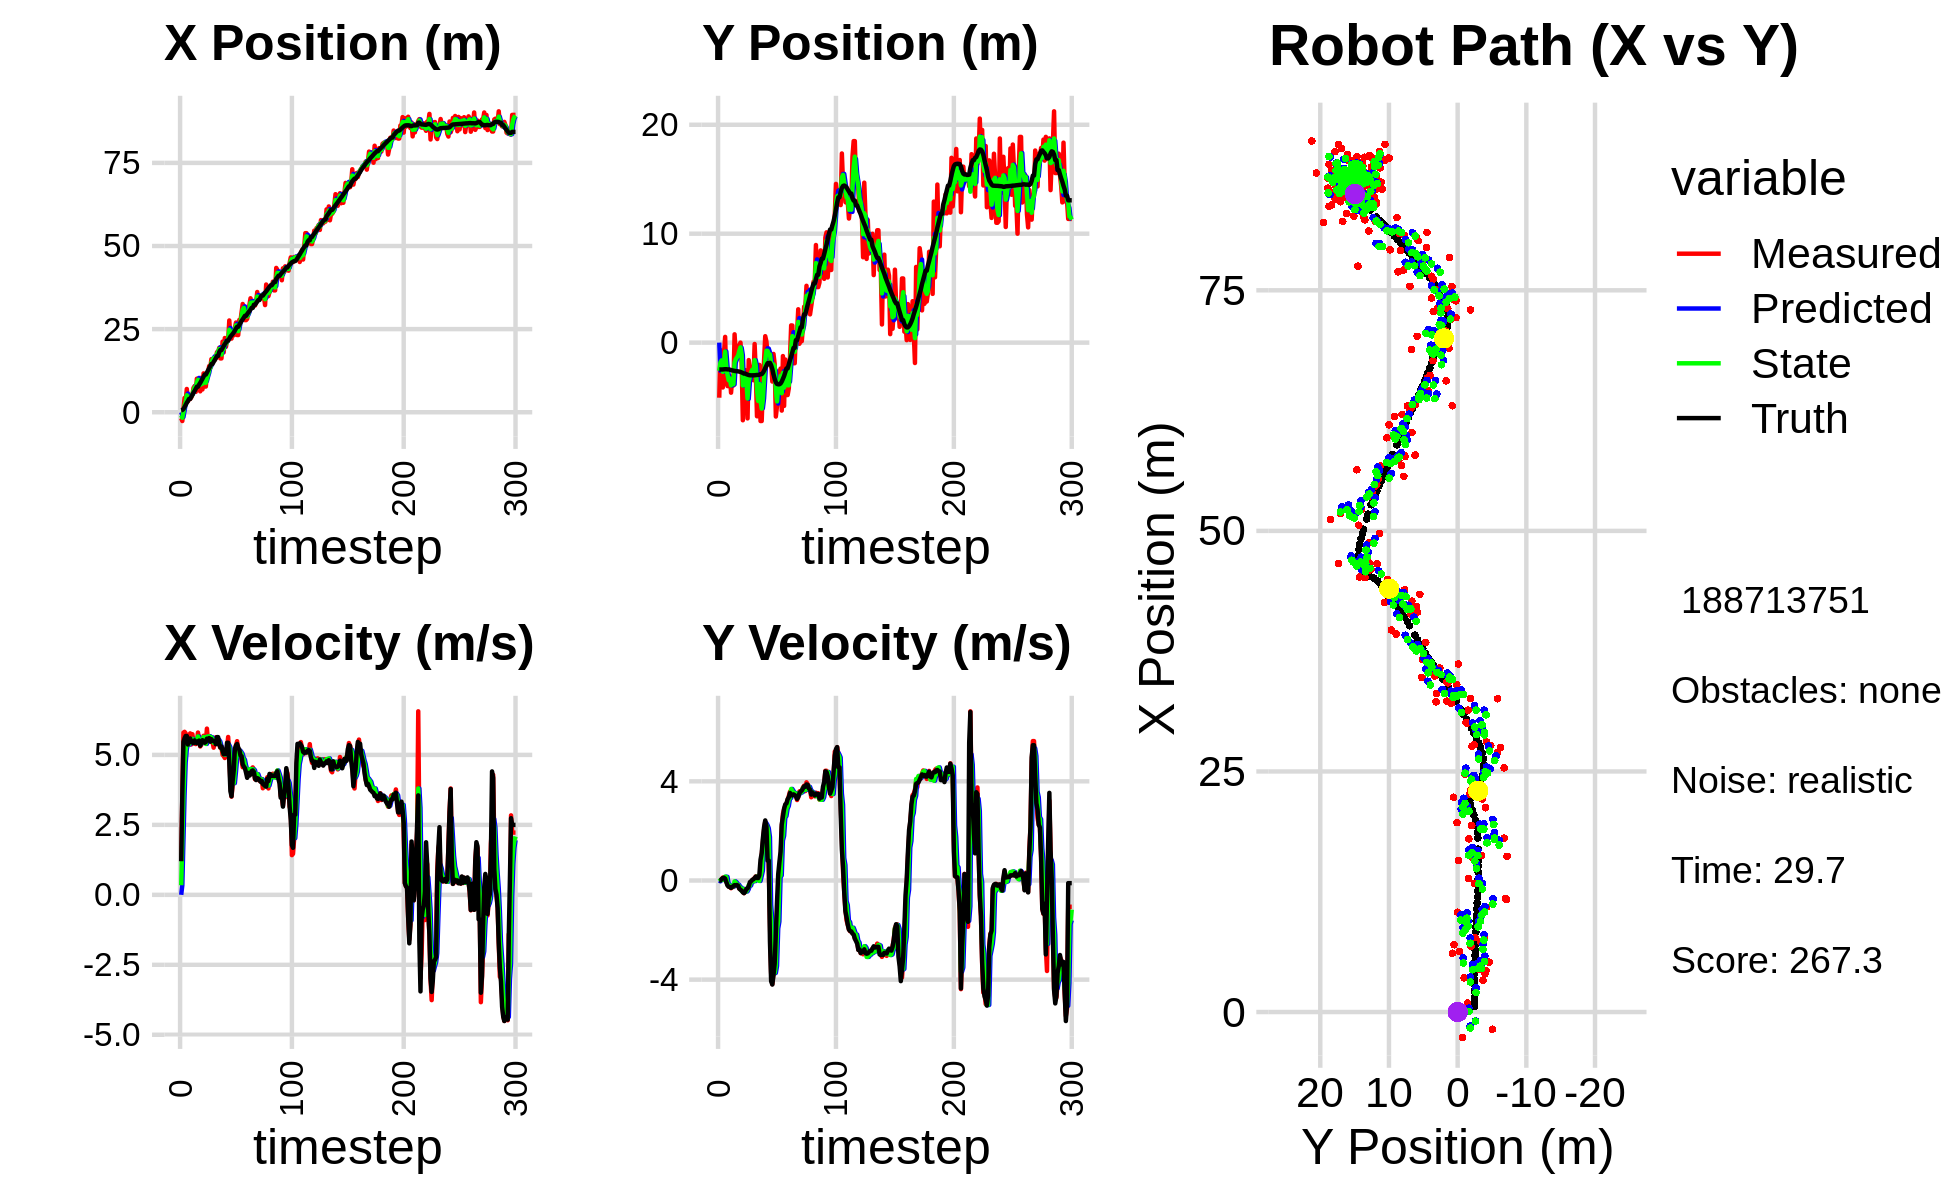 X Position (m)
75
50
25
0
0
100
200
300
timestep
Y Position (m)
20
10
0
0
100
200
300
timestep
X Velocity (m/s)
5.0
2.5
0.0
-2.5
-5.0
0
100
200
300
timestep
Y Velocity (m/s)
4
0
-4
0
100
200
300
timestep
Robot Path (X vs Y)
X Position (m)
75
50
25
0
20 10 0 -10 -20
Y Position (m)
variable
Measured
Predicted
State
Truth
188713751
Obstacles: none
Noise: realistic
Time: 29.7
Score: 267.3